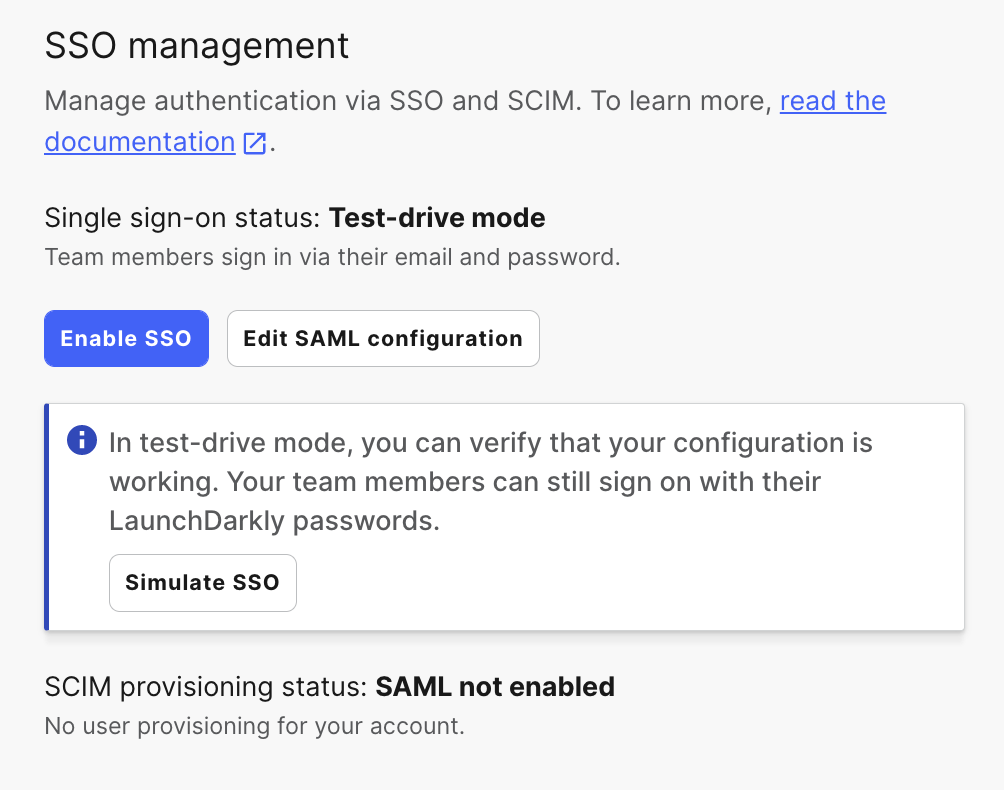 SSO management
Manage authentication via SSO and SCIM. To learn more, read the
documentation.
Single sign-on status: Test-drive mode
Team members sign in via their email and password.
Enable SSO
Edit SAML configuration
In test-drive mode, you can verify that your configuration is
working. Your team members can still sign on with their
LaunchDarkly passwords.
Simulate SSO
SCIM provisioning status: SAML not enabled
No user provisioning for your account.